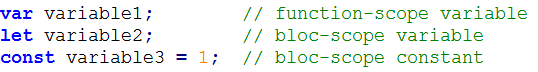 var variable1;         // function-scope variable
let variable2;         // bloc-scope variable
const variable3 = 1;  // bloc-scope constant